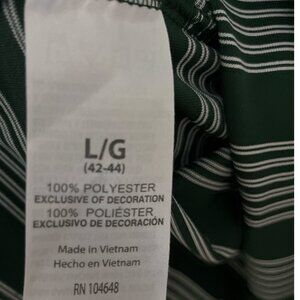 L/G
(42-44)
100% POLYESTER
EXCLUSIVE OF DECORATION
100% POLIÉSTER
EXCLUSIVO DE DECORACIÓN
Made in Vietnam
Hecho en Vietnam
RN 104648